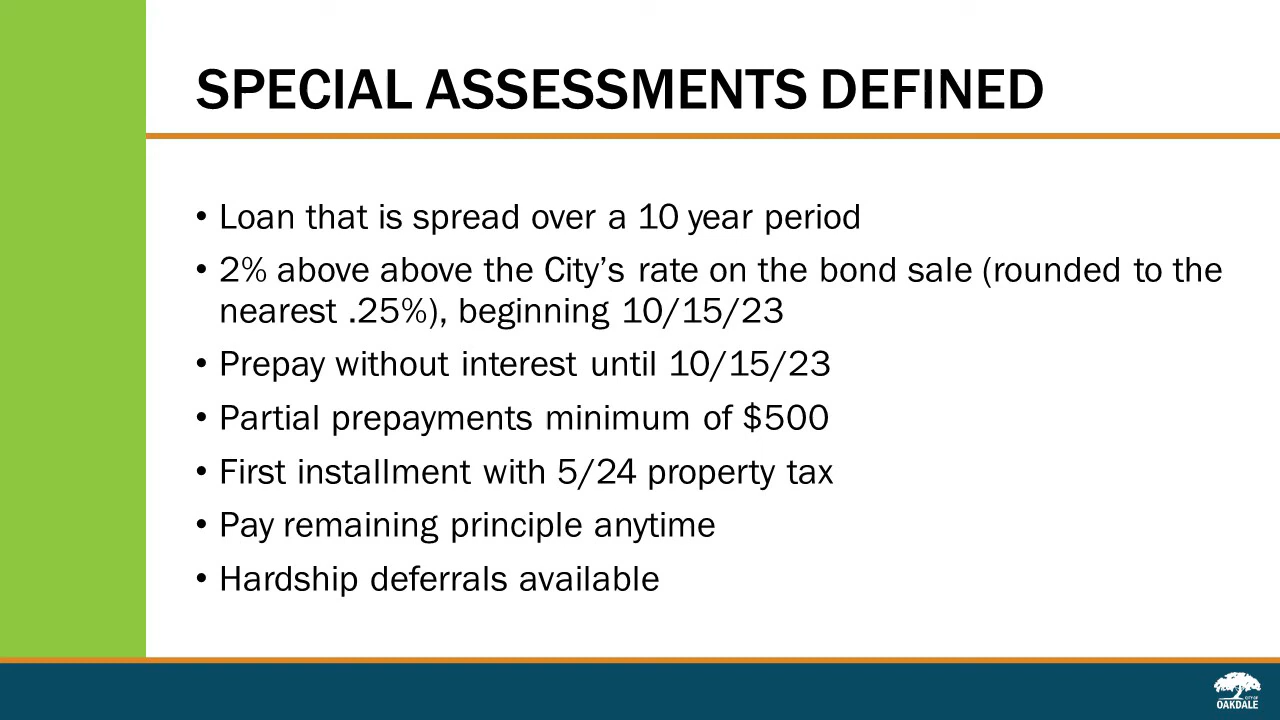 SPECIAL ASSESSMENTS DEFINED
• Loan that is spread over a 10 year period
• 2% above above the City’s rate on the bond sale (rounded to the
nearest .25%), beginning 10/15/23
• Prepay without interest until 10/15/23
• Partial prepayments minimum of $500
• First installment with 5/24 property tax
• Pay remaining principle anytime
• Hardship deferrals available
CITY OF
OAKDALE